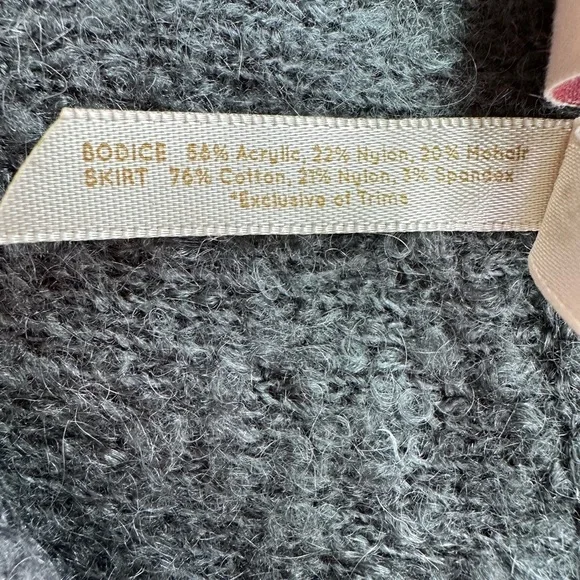 BODICE 58% Acrylic, 22% Nylon, 20% Mohair
SKIRT 76% Cotton, 21% Nylon, 3% Spandex
*Exclusive of Trims